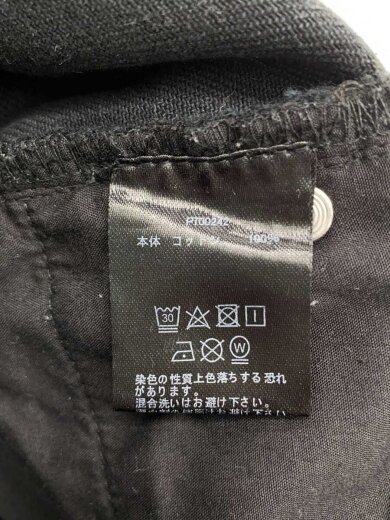 PT00242
本体 コットン 100%
30
W
染色の性質上色落ちする恐れ
があります。
混合洗いはお避け下さい。